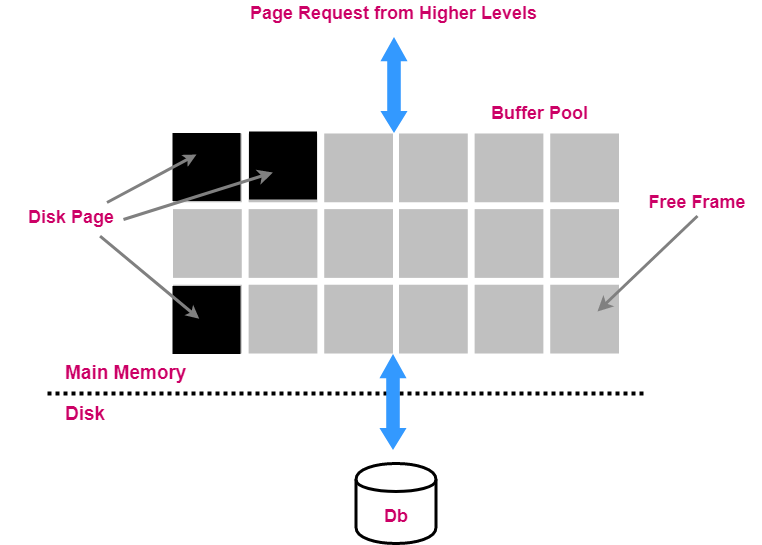 Page Request from Higher Levels
Buffer Pool
Disk Page
Free Frame
Main Memory
Disk
Db